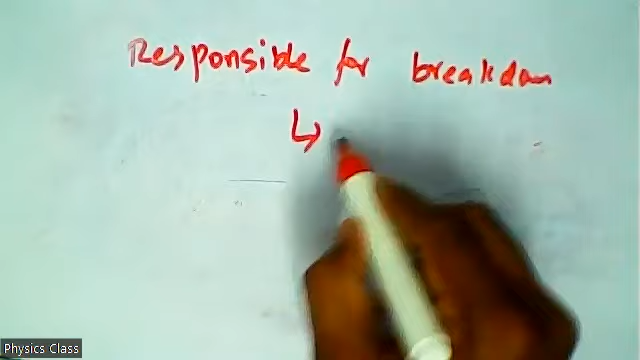 Responsible for breakdown
↳
Physics Class